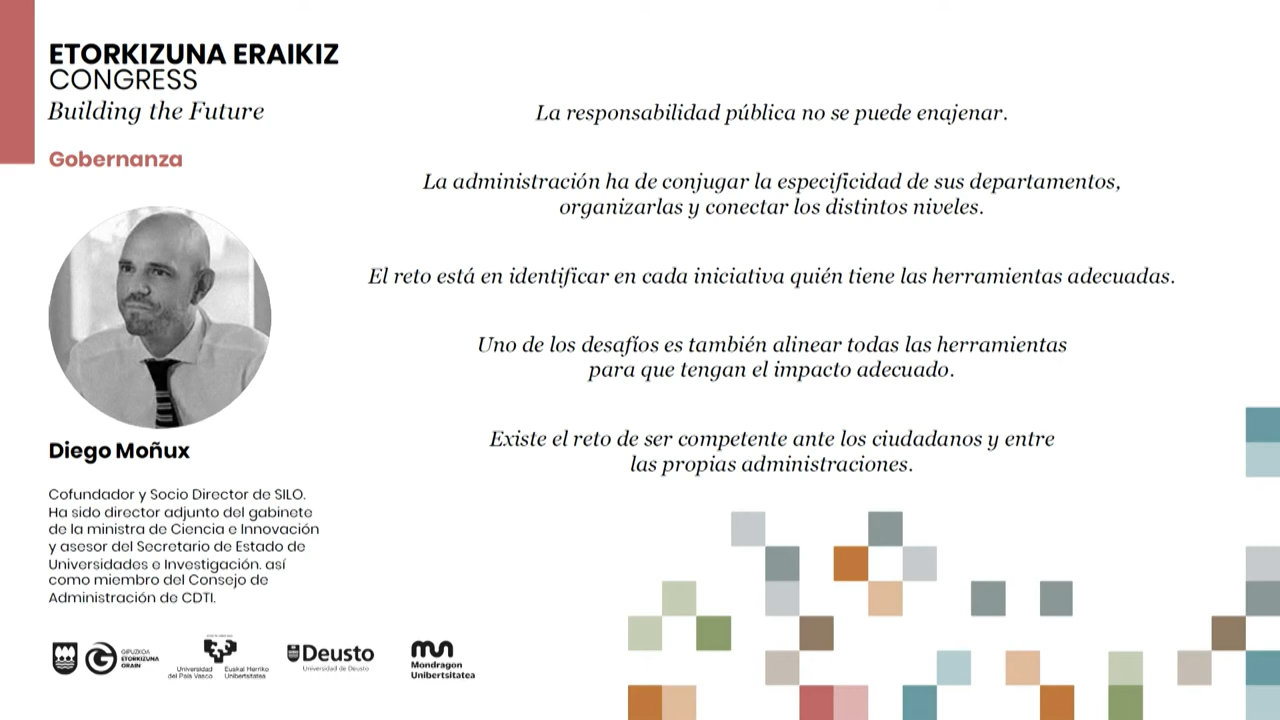 ETORKIZUNA ERAIKIZ
CONGRESS
Building the Future
Gobernanza
La responsabilidad pública no se puede enajenar.
La administración ha de conjugar la especificidad de sus departamentos,
organizarlas y conectar los distintos niveles.
El reto está en identificar en cada iniciativa quién tiene las herramientas adecuadas.
Uno de los desafíos es también alinear todas las herramientas
para que tengan el impacto adecuado.
Existe el reto de ser competente ante los ciudadanos y entre
las propias administraciones.
Diego Moñux
Cofundador y Socio Director de SILO.
Ha sido director adjunto del gabinete
de la ministra de Ciencia e Innovación
y asesor del Secretario de Estado de
Universidades e Investigación. así
como miembro del Consejo de
Administración de CDTI.
GIPUZKOA
ETORKIZUNA
ORAIN
Universidad
del País Vasco
Euskal Herriko
Unibertsitatea
Deusto
Universidad de Deusto
Mondragon
Unibertsitatea